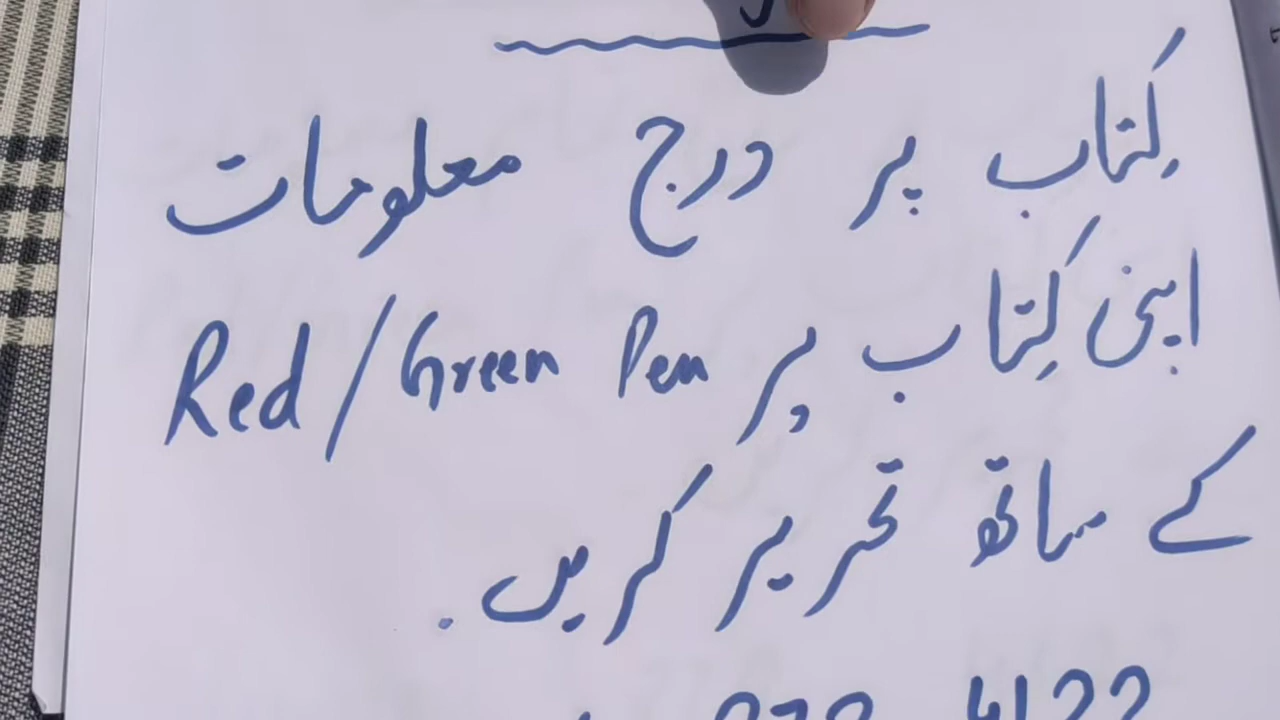 کتاب پر درج معلومات
اپنی کتاب پر Red/Green Pen
کے ساتھ تحریر کریں.